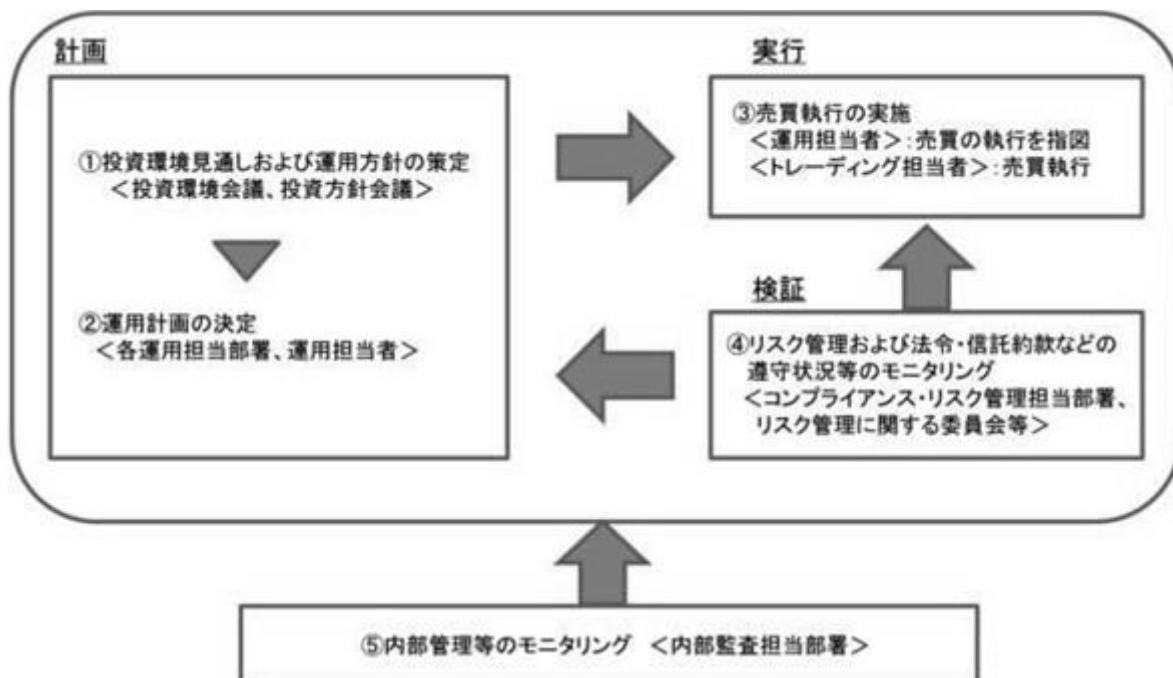 計画
①投資環境見通しおよび運用方針の策定
<投資環境会議、投資方針会議>
②運用計画の決定
<各運用担当部署、運用担当者>
実行
③売買執行の実施
<運用担当者>:売買の執行を指図
<トレーディング担当者>:売買執行
検証
④リスク管理および法令・信託約款などの
遵守状況等のモニタリング
<コンプライアンス・リスク管理担当部署、
リスク管理に関する委員会等>
⑤内部管理等のモニタリング <内部監査担当部署>